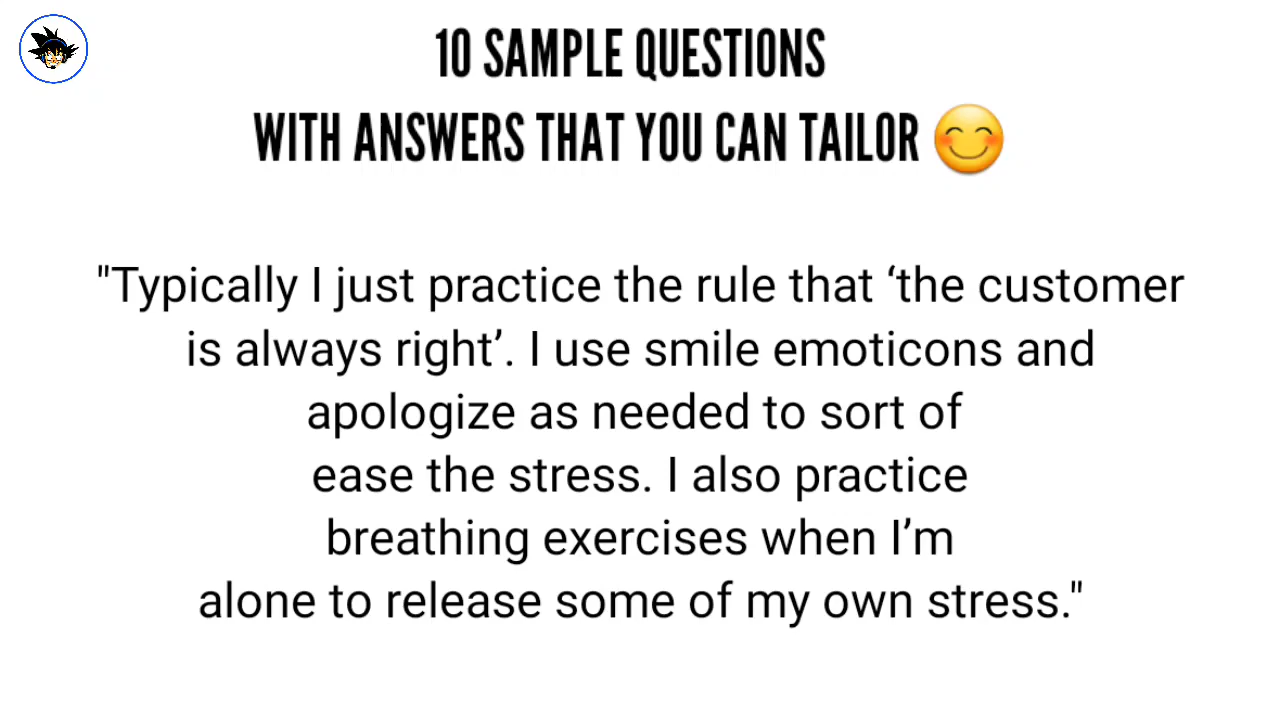 10 SAMPLE QUESTIONS
WITH ANSWERS THAT YOU CAN TAILOR 😊
"Typically I just practice the rule that ‘the customer
is always right’. I use smile emoticons and
apologize as needed to sort of
ease the stress. I also practice
breathing exercises when I’m
alone to release some of my own stress."